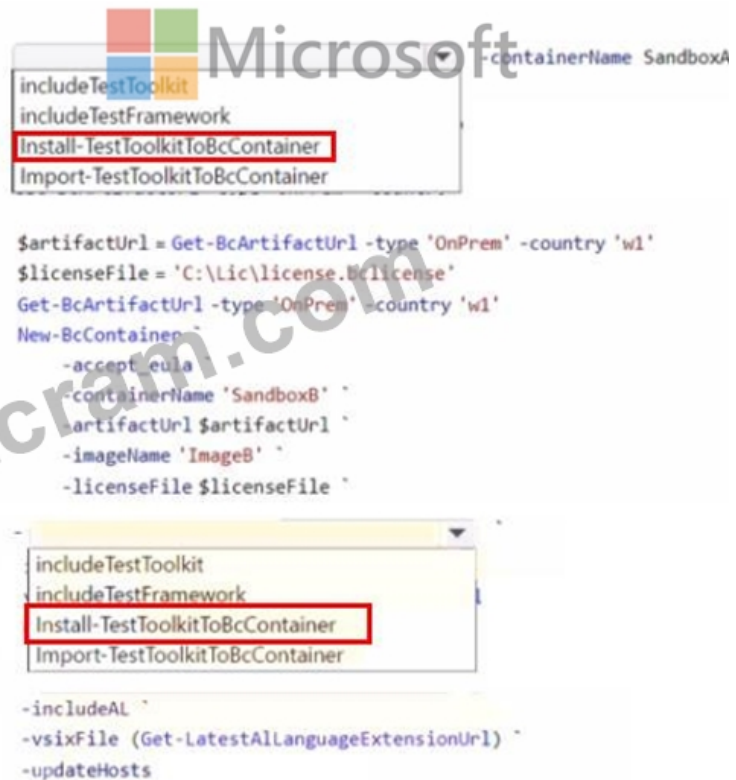 Microsoft
-containerName SandboxA
includeTestToolkit
includeTestFramework
Install-TestToolkitToBcContainer
Import-TestToolkitToBcContainer
$artifactUrl = Get-BcArtifactUrl -type 'OnPrem' -country 'w1'
$licenseFile = 'C:\Lic\license.bclicense'
Get-BcArtifactUrl -type 'OnPrem' -country 'w1'
New-BcContainer `
-accept_eula `
-containerName 'SandboxB' `
-artifactUrl $artifactUrl `
-imageName 'ImageB' `
-licenseFile $licenseFile `
- `
includeTestToolkit
includeTestFramework
Install-TestToolkitToBcContainer
Import-TestToolkitToBcContainer
-includeAL `
-vsixFile (Get-LatestAlLanguageExtensionUrl) `
-updateHosts
cram.com